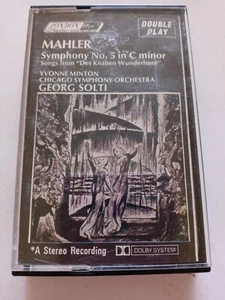 LONDON
DOUBLE
PLAY
MAHLER
Symphony No. 5 in C minor
Songs from "Des Knaben Wunderhorn"
YVONNE MINTON
CHICAGO SYMPHONY ORCHESTRA
GEORG SOLTI
*A Stereo Recording
DOLBY SYSTEM